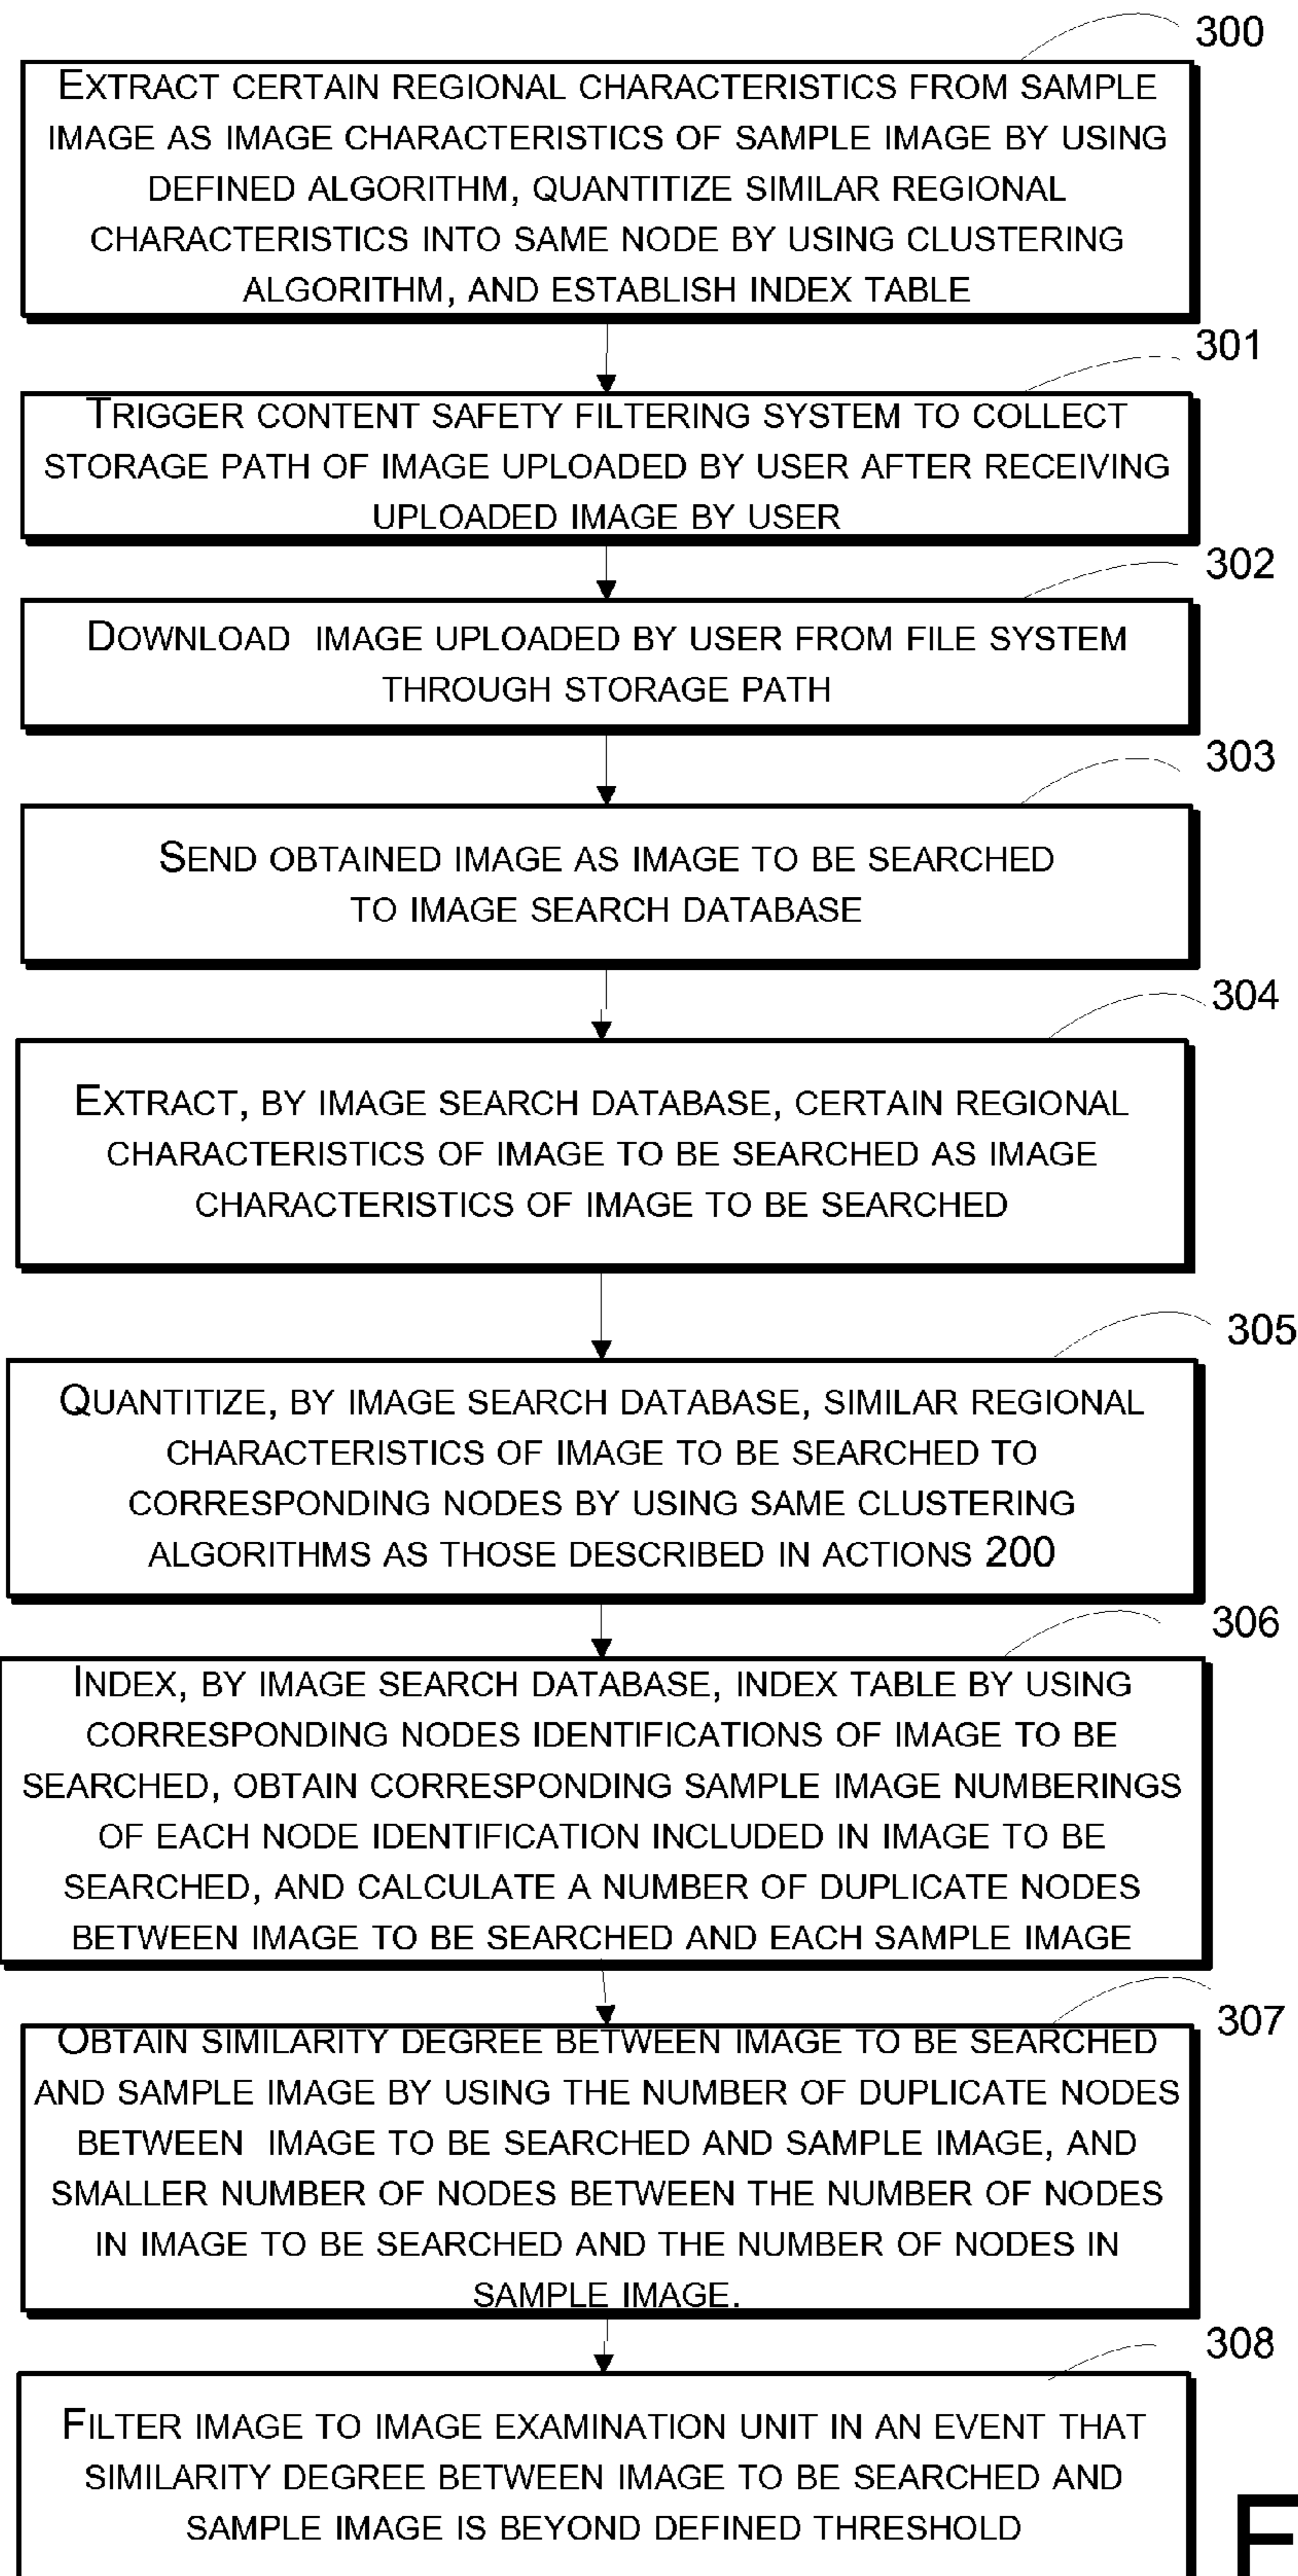 300
EXTRACT CERTAIN REGIONAL CHARACTERISTICS FROM SAMPLE
IMAGE AS IMAGE CHARACTERISTICS OF SAMPLE IMAGE BY USING
DEFINED ALGORITHM, QUANTITIZE SIMILAR REGIONAL
CHARACTERISTICS INTO SAME NODE BY USING CLUSTERING
ALGORITHM, AND ESTABLISH INDEX TABLE
301
TRIGGER CONTENT SAFETY FILTERING SYSTEM TO COLLECT
STORAGE PATH OF IMAGE UPLOADED BY USER AFTER RECEIVING
UPLOADED IMAGE BY USER
302
DOWNLOAD IMAGE UPLOADED BY USER FROM FILE SYSTEM
THROUGH STORAGE PATH
303
SEND OBTAINED IMAGE AS IMAGE TO BE SEARCHED
TO IMAGE SEARCH DATABASE
304
EXTRACT, BY IMAGE SEARCH DATABASE, CERTAIN REGIONAL
CHARACTERISTICS OF IMAGE TO BE SEARCHED AS IMAGE
CHARACTERISTICS OF IMAGE TO BE SEARCHED
305
QUANTITIZE, BY IMAGE SEARCH DATABASE, SIMILAR REGIONAL
CHARACTERISTICS OF IMAGE TO BE SEARCHED TO
CORRESPONDING NODES BY USING SAME CLUSTERING
ALGORITHMS AS THOSE DESCRIBED IN ACTIONS 200
306
INDEX, BY IMAGE SEARCH DATABASE, INDEX TABLE BY USING
CORRESPONDING NODES IDENTIFICATIONS OF IMAGE TO BE
SEARCHED, OBTAIN CORRESPONDING SAMPLE IMAGE NUMBERINGS
OF EACH NODE IDENTIFICATION INCLUDED IN IMAGE TO BE
SEARCHED, AND CALCULATE A NUMBER OF DUPLICATE NODES
BETWEEN IMAGE TO BE SEARCHED AND EACH SAMPLE IMAGE
307
OBTAIN SIMILARITY DEGREE BETWEEN IMAGE TO BE SEARCHED
AND SAMPLE IMAGE BY USING THE NUMBER OF DUPLICATE NODES
BETWEEN IMAGE TO BE SEARCHED AND SAMPLE IMAGE, AND
SMALLER NUMBER OF NODES BETWEEN THE NUMBER OF NODES
IN IMAGE TO BE SEARCHED AND THE NUMBER OF NODES IN
SAMPLE IMAGE.
308
FILTER IMAGE TO IMAGE EXAMINATION UNIT IN AN EVENT THAT
SIMILARITY DEGREE BETWEEN IMAGE TO BE SEARCHED AND
SAMPLE IMAGE IS BEYOND DEFINED THRESHOLD